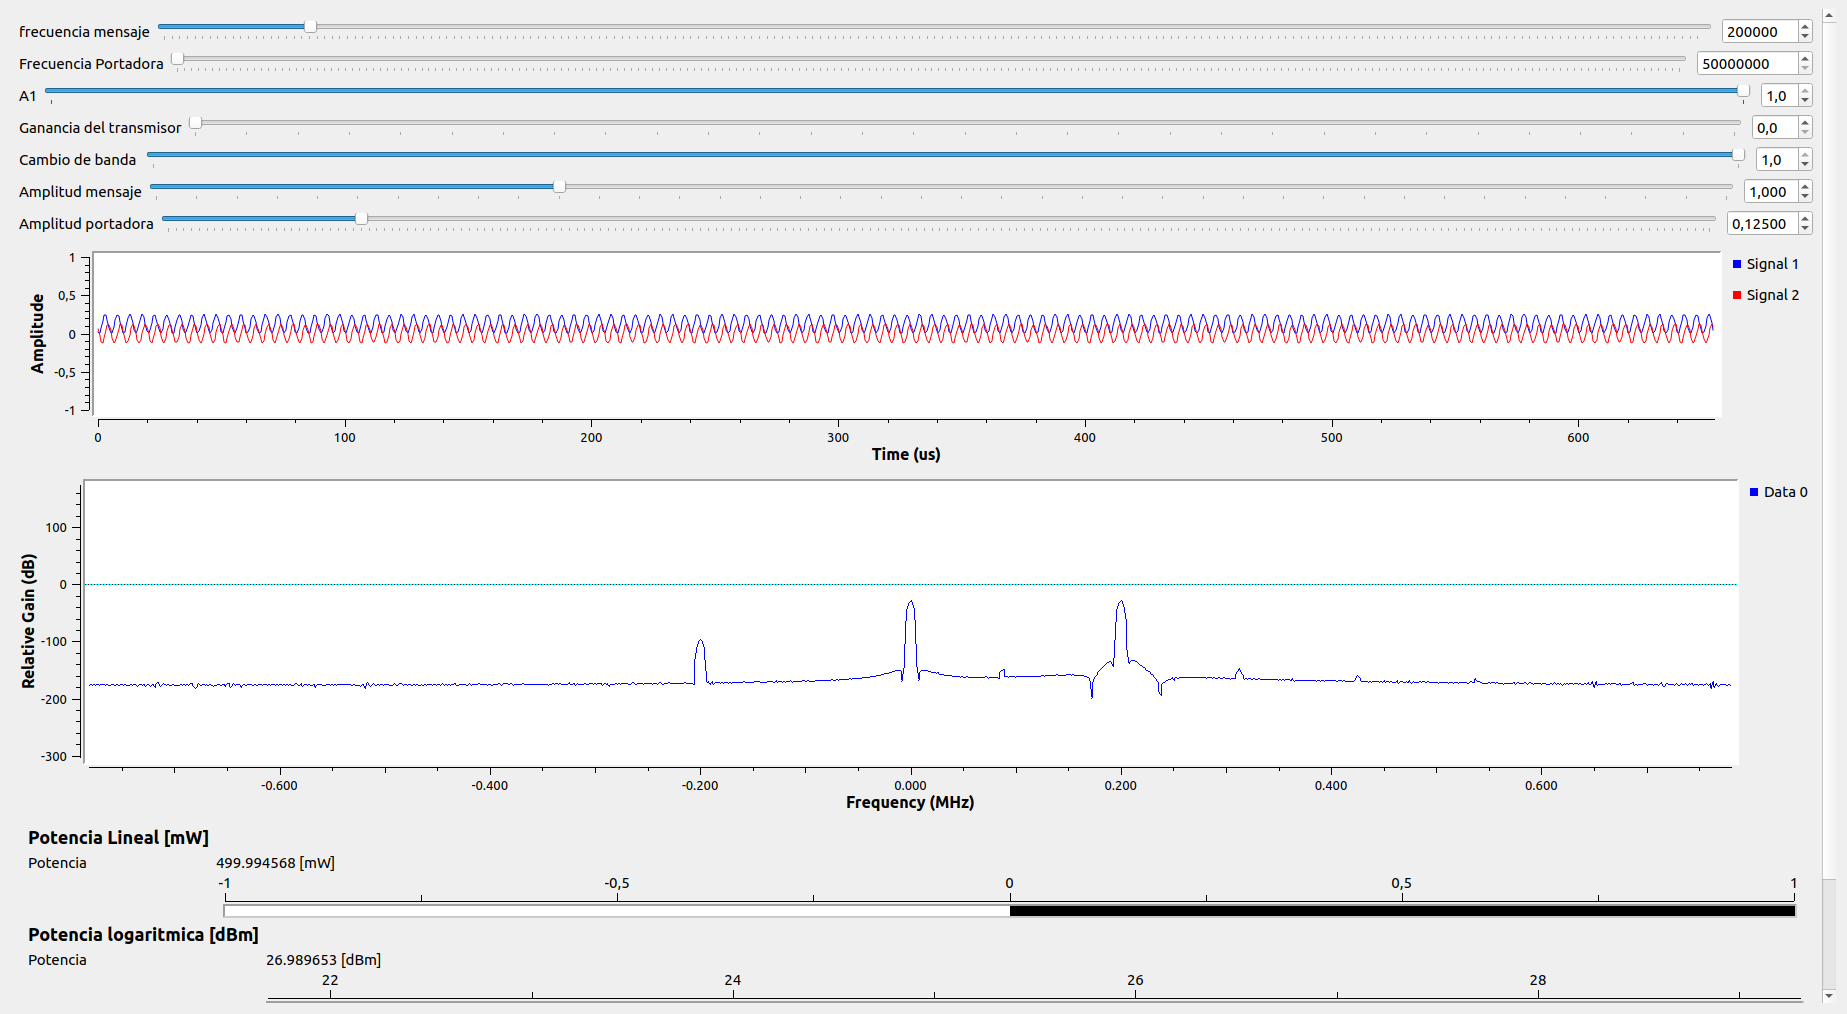 frecuencia mensaje 200000
Frecuencia Portadora 50000000
A1 1,0
Ganancia del transmisor 0,0
Cambio de banda 1,0
Amplitud mensaje 1,000
Amplitud portadora 0,12500
1
0,5
0
-0,5
-1
Amplitude
Signal 1
Signal 2
0 100 200 300 400 500 600
Time (us)
100
0
-100
-200
-300
Relative Gain (dB)
Data 0
-0.600 -0.400 -0.200 0.000 0.200 0.400 0.600
Frequency (MHz)
Potencia Lineal [mW]
Potencia 499.994568 [mW]
-1 -0,5 0 0,5 1
Potencia logaritmica [dBm]
Potencia 26.989653 [dBm]
22 24 26 28